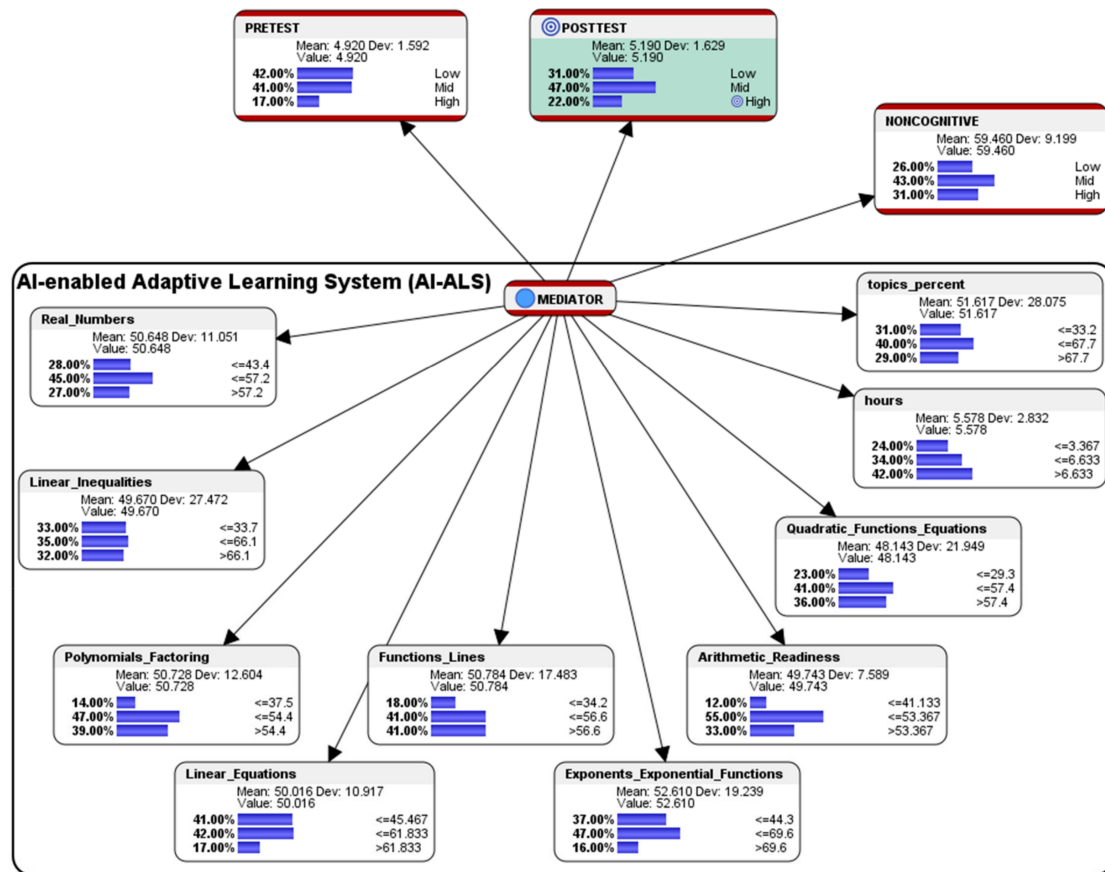 PRETEST
Mean: 4.920 Dev: 1.592
Value: 4.920
42.00% Low
41.00% Mid
17.00% High
POSTTEST
Mean: 5.190 Dev: 1.629
Value: 5.190
31.00% Low
47.00% Mid
22.00% High
NONCOGNITIVE
Mean: 59.460 Dev: 9.199
Value: 59.460
26.00% Low
43.00% Mid
31.00% High
AI-enabled Adaptive Learning System (AI-ALS)
MEDIATOR
topics_percent
Mean: 51.617 Dev: 28.075
Value: 51.617
31.00% <=33.2
40.00% <=67.7
29.00% >67.7
Real_Numbers
Mean: 50.648 Dev: 11.051
Value: 50.648
28.00% <=43.4
45.00% <=57.2
27.00% >57.2
hours
Mean: 5.578 Dev: 2.832
Value: 5.578
24.00% <=3.367
34.00% <=6.633
42.00% >6.633
Linear_Inequalities
Mean: 49.670 Dev: 27.472
Value: 49.670
33.00% <=33.7
35.00% <=66.1
32.00% >66.1
Quadratic_Functions_Equations
Mean: 48.143 Dev: 21.949
Value: 48.143
23.00% <=29.3
41.00% <=57.4
36.00% >57.4
Polynomials_Factoring
Mean: 50.728 Dev: 12.604
Value: 50.728
14.00% <=37.5
47.00% <=54.4
39.00% >54.4
Functions_Lines
Mean: 50.784 Dev: 17.483
Value: 50.784
18.00% <=34.2
41.00% <=56.6
41.00% >56.6
Arithmetic_Readiness
Mean: 49.743 Dev: 7.589
Value: 49.743
12.00% <=41.133
55.00% <=53.367
33.00% >53.367
Linear_Equations
Mean: 50.016 Dev: 10.917
Value: 50.016
41.00% <=45.467
42.00% <=61.833
17.00% >61.833
Exponents_Exponential_Functions
Mean: 52.610 Dev: 19.239
Value: 52.610
37.00% <=44.3
47.00% <=69.6
16.00% >69.6